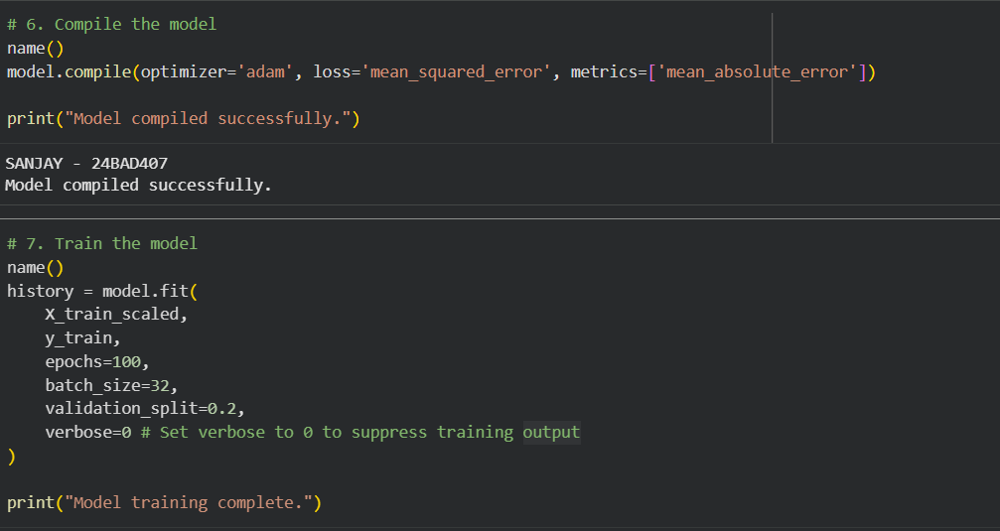 # 6. Compile the model
name()
model.compile(optimizer='adam', loss='mean_squared_error', metrics=['mean_absolute_error'])
print("Model compiled successfully.")
SANJAY - 24BAD407
Model compiled successfully.
# 7. Train the model
name()
history = model.fit(
    X_train_scaled,
    y_train,
    epochs=100,
    batch_size=32,
    validation_split=0.2,
    verbose=0 # Set verbose to 0 to suppress training output
)
print("Model training complete.")